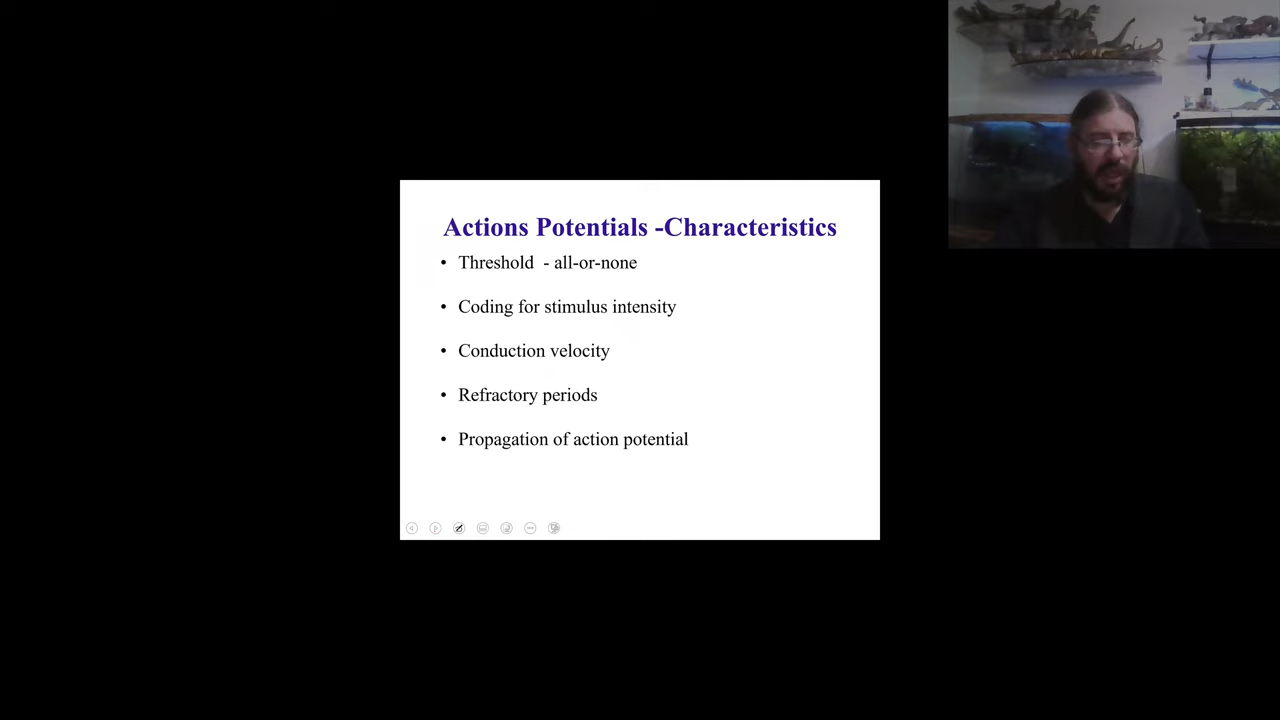 Actions Potentials -Characteristics
• Threshold - all-or-none
• Coding for stimulus intensity
• Conduction velocity
• Refractory periods
• Propagation of action potential